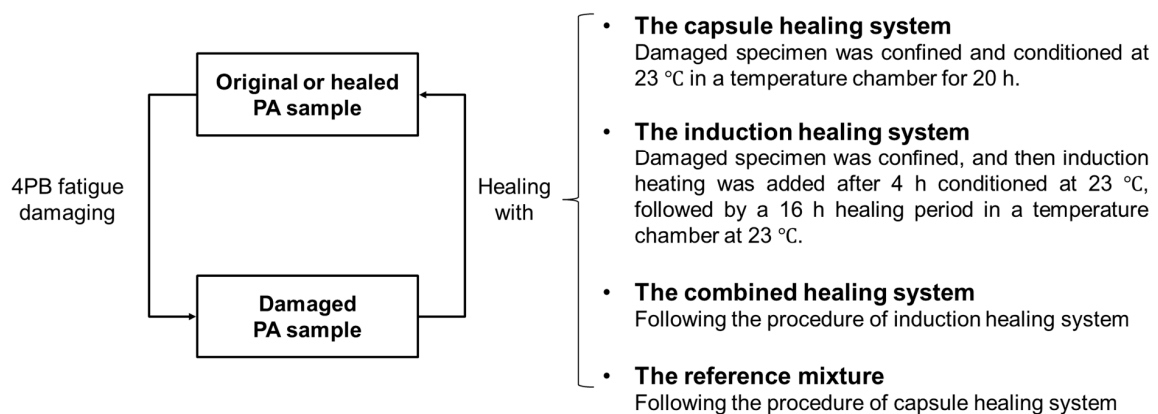 Original or healed
PA sample
4PB fatigue
damaging
Healing
with
Damaged
PA sample
• The capsule healing system
Damaged specimen was confined and conditioned at
23 ℃ in a temperature chamber for 20 h.
• The induction healing system
Damaged specimen was confined, and then induction
heating was added after 4 h conditioned at 23 ℃,
followed by a 16 h healing period in a temperature
chamber at 23 ℃.
• The combined healing system
Following the procedure of induction healing system
• The reference mixture
Following the procedure of capsule healing system